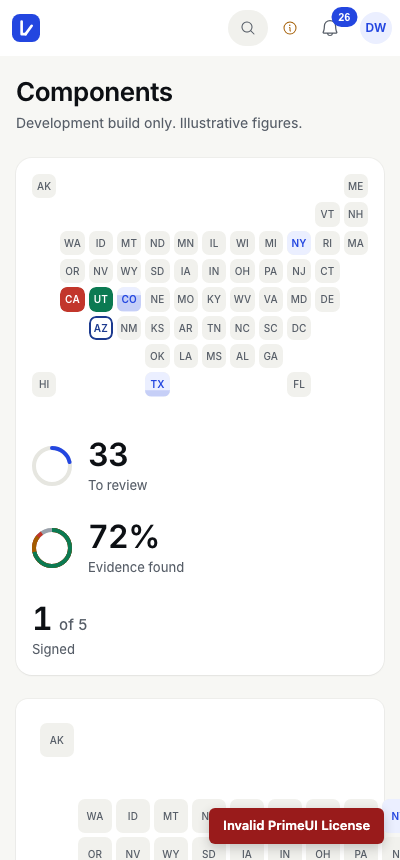 26
DW
Components
Development build only. Illustrative figures.
AK ME
VT NH
WA ID MT ND MN IL WI MI NY RI MA
OR NV WY SD IA IN OH PA NJ CT
CA UT CO NE MO KY WV VA MD DE
AZ NM KS AR TN NC SC DC
OK LA MS AL GA
HI TX FL
33
To review
72%
Evidence found
1 of 5
Signed
AK
WA ID MT
Invalid PrimeUI License
OR NV WY SD IA IN OH PA